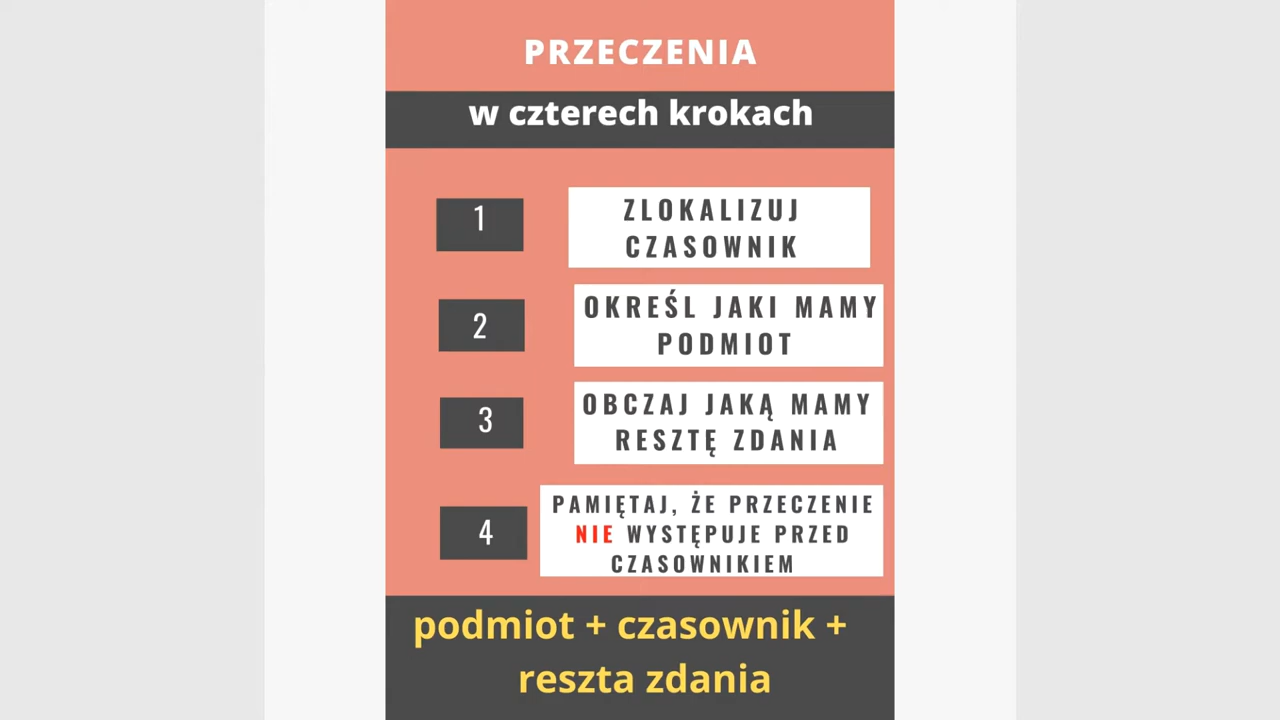 PRZECZENIA
w czterech krokach
1
ZLOKALIZUJ
CZASOWNIK
2
OKREŚL JAKI MAMY
PODMIOT
3
OBCZAJ JAKĄ MAMY
RESZTĘ ZDANIA
4
PAMIĘTAJ, ŻE PRZECZENIE
NIE WYSTĘPUJE PRZED
CZASOWNIKIEM
podmiot + czasownik +
reszta zdania